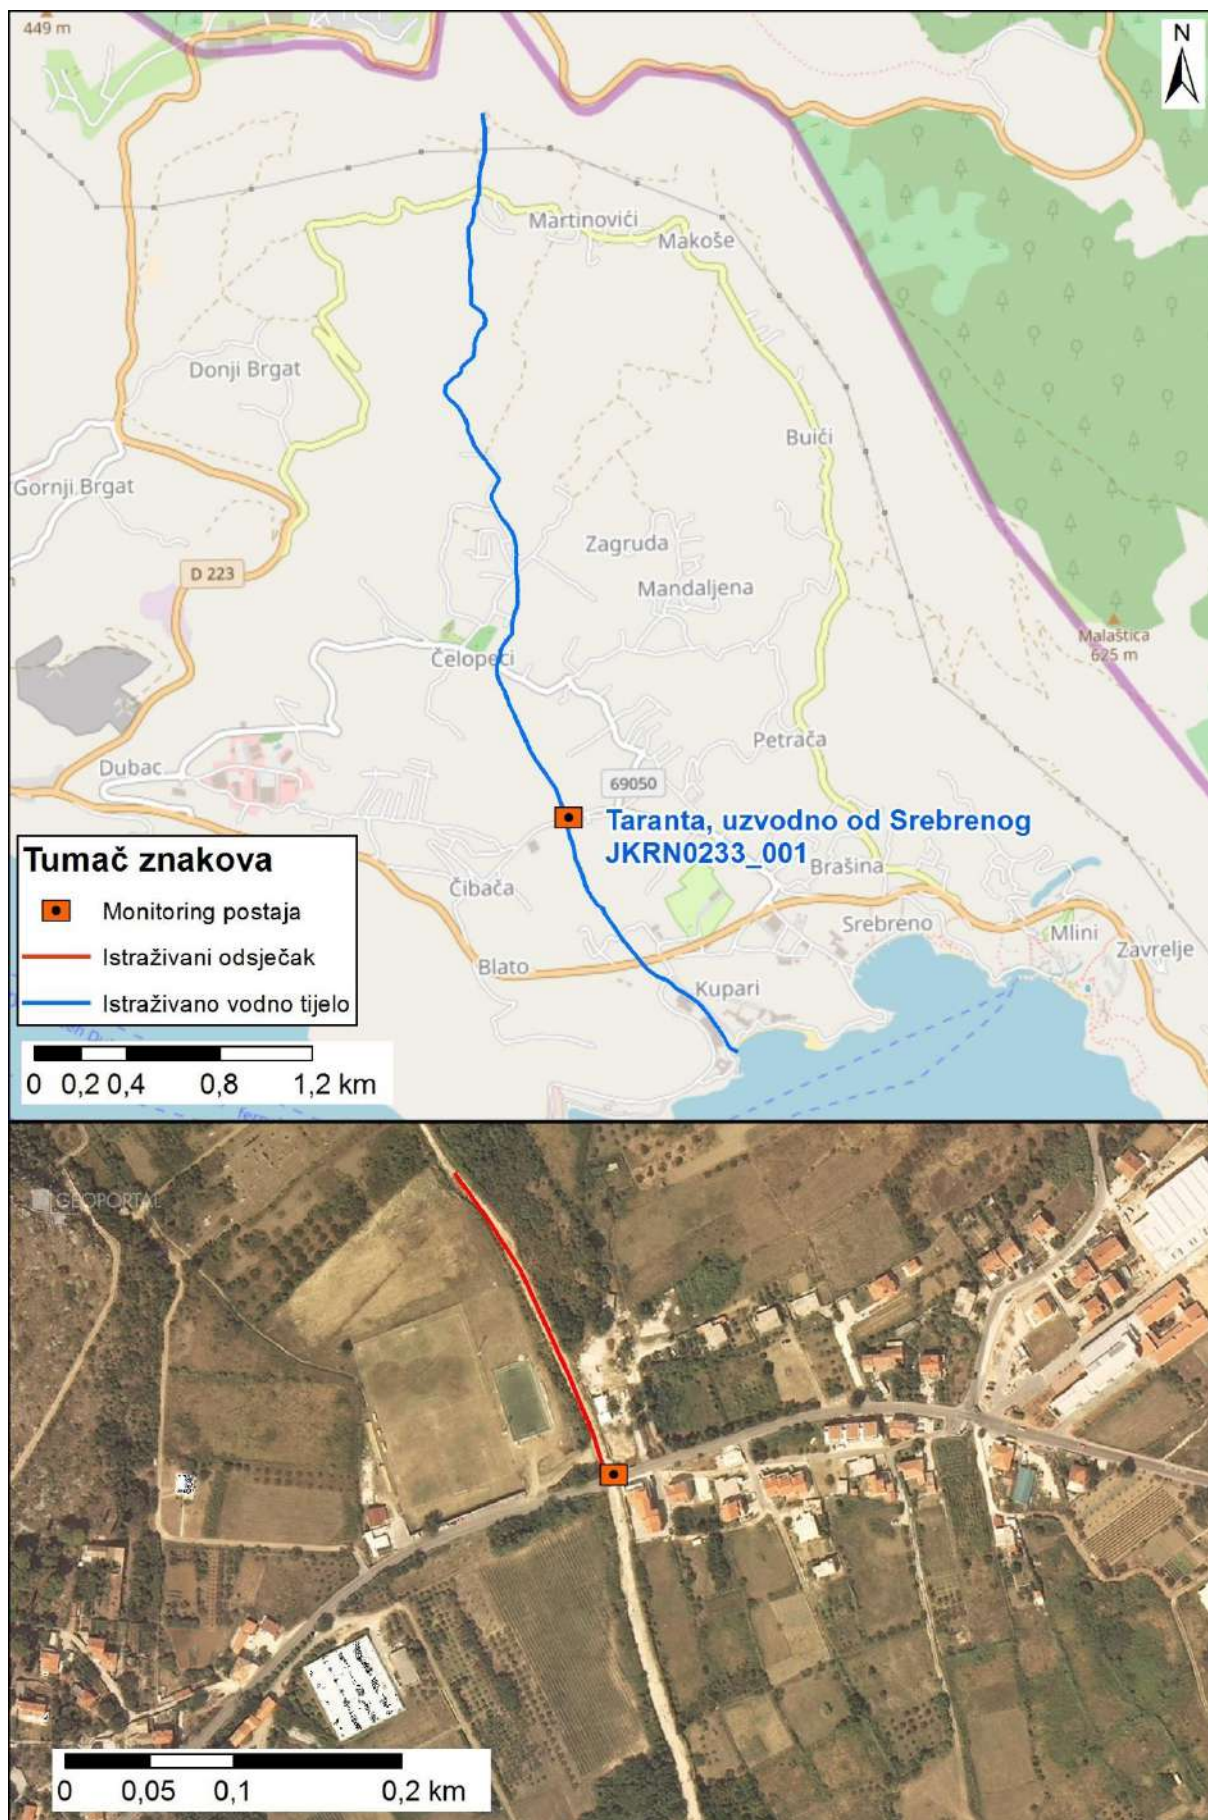 449 m
N
Martinovići
Makoše
Donji Brgat
Buići
Gornji Brgat
Zagruda
D 223
Mandaljena
Malaštica
625 m
Čelopeci
Petrača
Dubac
69050
Taranta, uzvodno od Srebrenog
JKRN0233_001
Brašina
Čibača
Srebreno
Mlini
Zavrelje
Blato
Kupari
Tumač znakova
Monitoring postaja
Istraživani odsječak
Istraživano vodno tijelo
0 0,2 0,4 0,8 1,2 km
GEOPORTAL
0 0,05 0,1 0,2 km